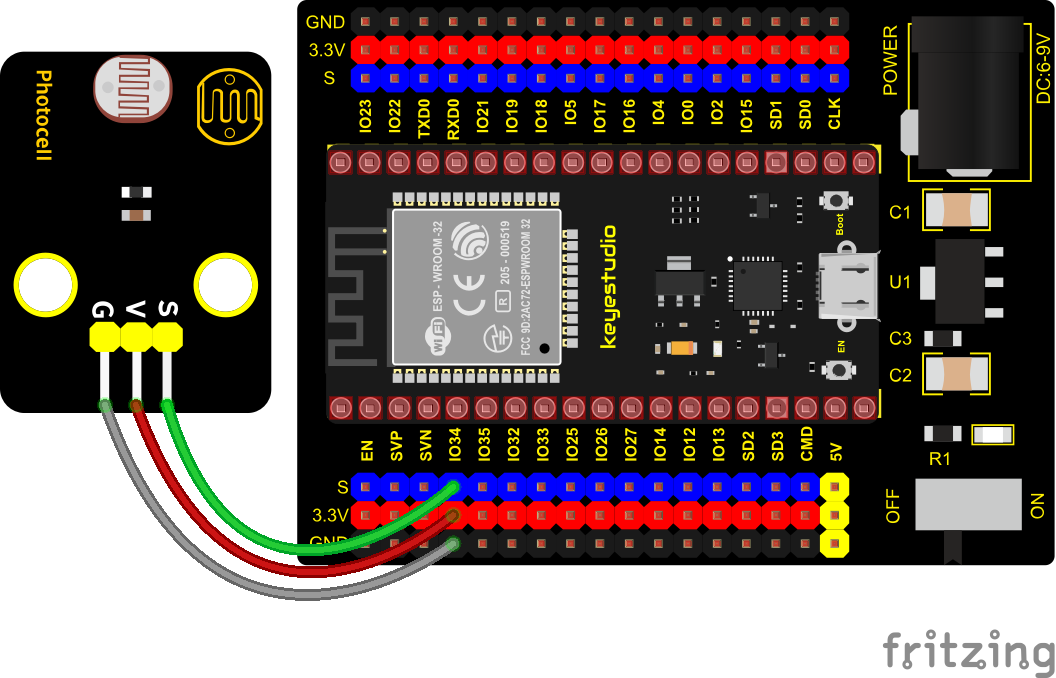 GND
3.3V
S
IO23
IO22
TXD0
RXD0
IO21
IO19
IO18
IO5
IO17
IO16
IO4
IO0
IO2
IO15
SD1
SD0
CLK
POWER
DC:6-9V
Photocell
G
V
S
ESP - WROOM -32
WiFi
CE
R
205 - 000519
FCC 9D:2AC72-ESPWROOM 32
keyestudio
Boot
EN
C1
U1
C3
C2
R1
OFF
ON
EN
SVP
SVN
IO34
IO35
IO32
IO33
IO25
IO26
IO27
IO14
IO12
IO13
SD2
SD3
CMD
5V
S
3.3V
GND
fritzing